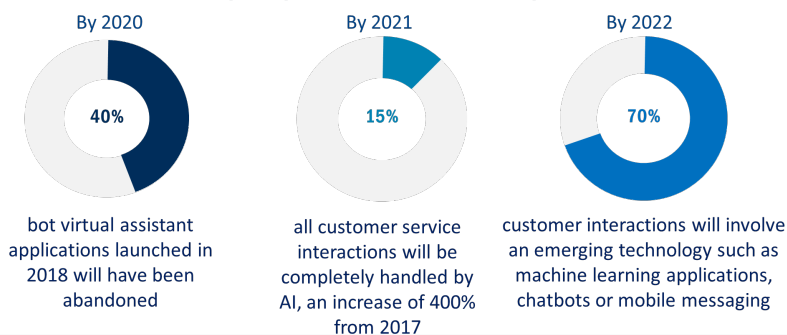 By 2020
40%
bot virtual assistant
applications launched in
2018 will have been
abandoned
By 2021
15%
all customer service
interactions will be
completely handled by
AI, an increase of 400%
from 2017
By 2022
70%
customer interactions will involve
an emerging technology such as
machine learning applications,
chatbots or mobile messaging